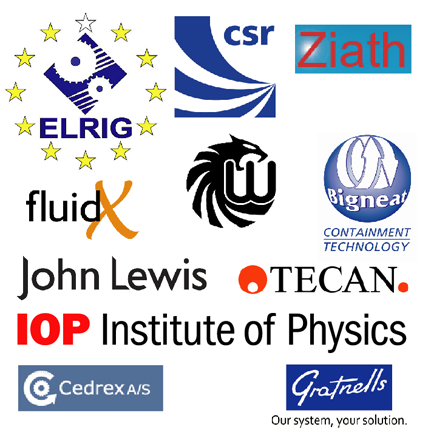 ELRIG
csr
Ziath
fluidX
W
Bigneat
CONTAINMENT
TECHNOLOGY
John Lewis
TECAN.
IOP Institute of Physics
Cedrex A/S
Gratnells
Our system, your solution.